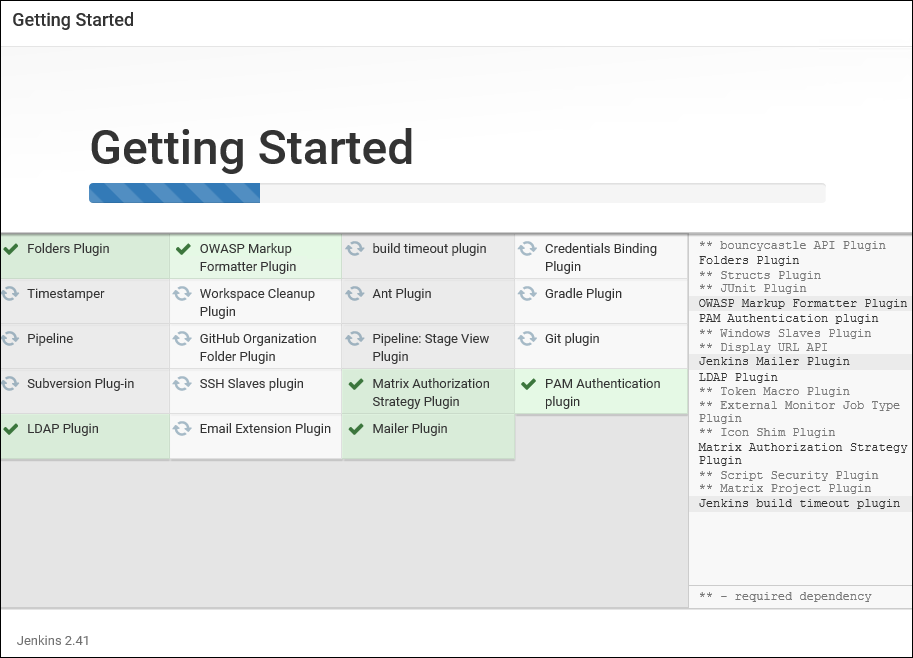 Getting Started
Getting Started
Folders Plugin
OWASP Markup
Formatter Plugin
build timeout plugin
Credentials Binding
Plugin
Timestamper
Workspace Cleanup
Plugin
Ant Plugin
Gradle Plugin
Pipeline
GitHub Organization
Folder Plugin
Pipeline: Stage View
Plugin
Git plugin
Subversion Plug-in
SSH Slaves plugin
Matrix Authorization
Strategy Plugin
PAM Authentication
plugin
LDAP Plugin
Email Extension Plugin
Mailer Plugin
** bouncycastle API Plugin
Folders Plugin
** Structs Plugin
** JUnit Plugin
OWASP Markup Formatter Plugin
PAM Authentication plugin
** Windows Slaves Plugin
** Display URL API
Jenkins Mailer Plugin
LDAP Plugin
** Token Macro Plugin
** External Monitor Job Type
Plugin
** Icon Shim Plugin
Matrix Authorization Strategy
Plugin
** Script Security Plugin
** Matrix Project Plugin
Jenkins build timeout plugin
** - required dependency
Jenkins 2.41